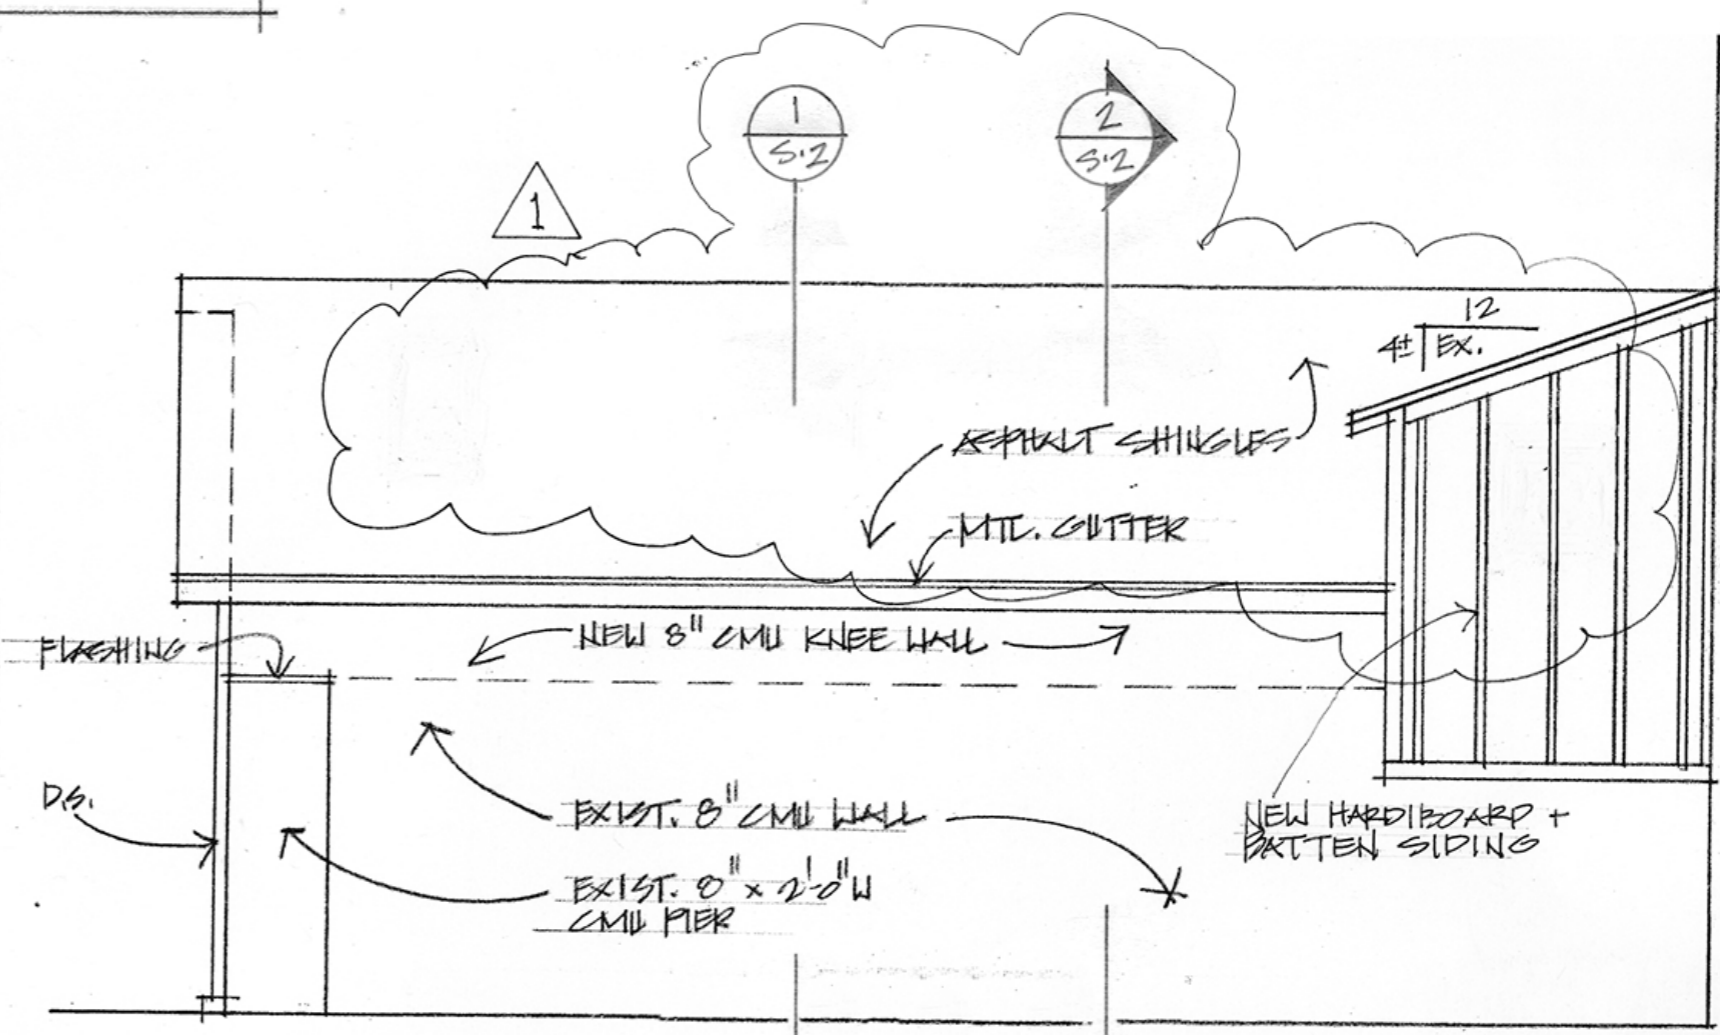 1
S·2
2
S·2
1
12
4± EX.
ASPHALT SHINGLES
MTL. GUTTER
NEW 8" CMU KNEE WALL
FLASHING
D.S.
EXIST. 8" CMU WALL
NEW HARDIBOARD +
BATTEN SIDING
EXIST. 8" x 2'-0" W
CMU PIER